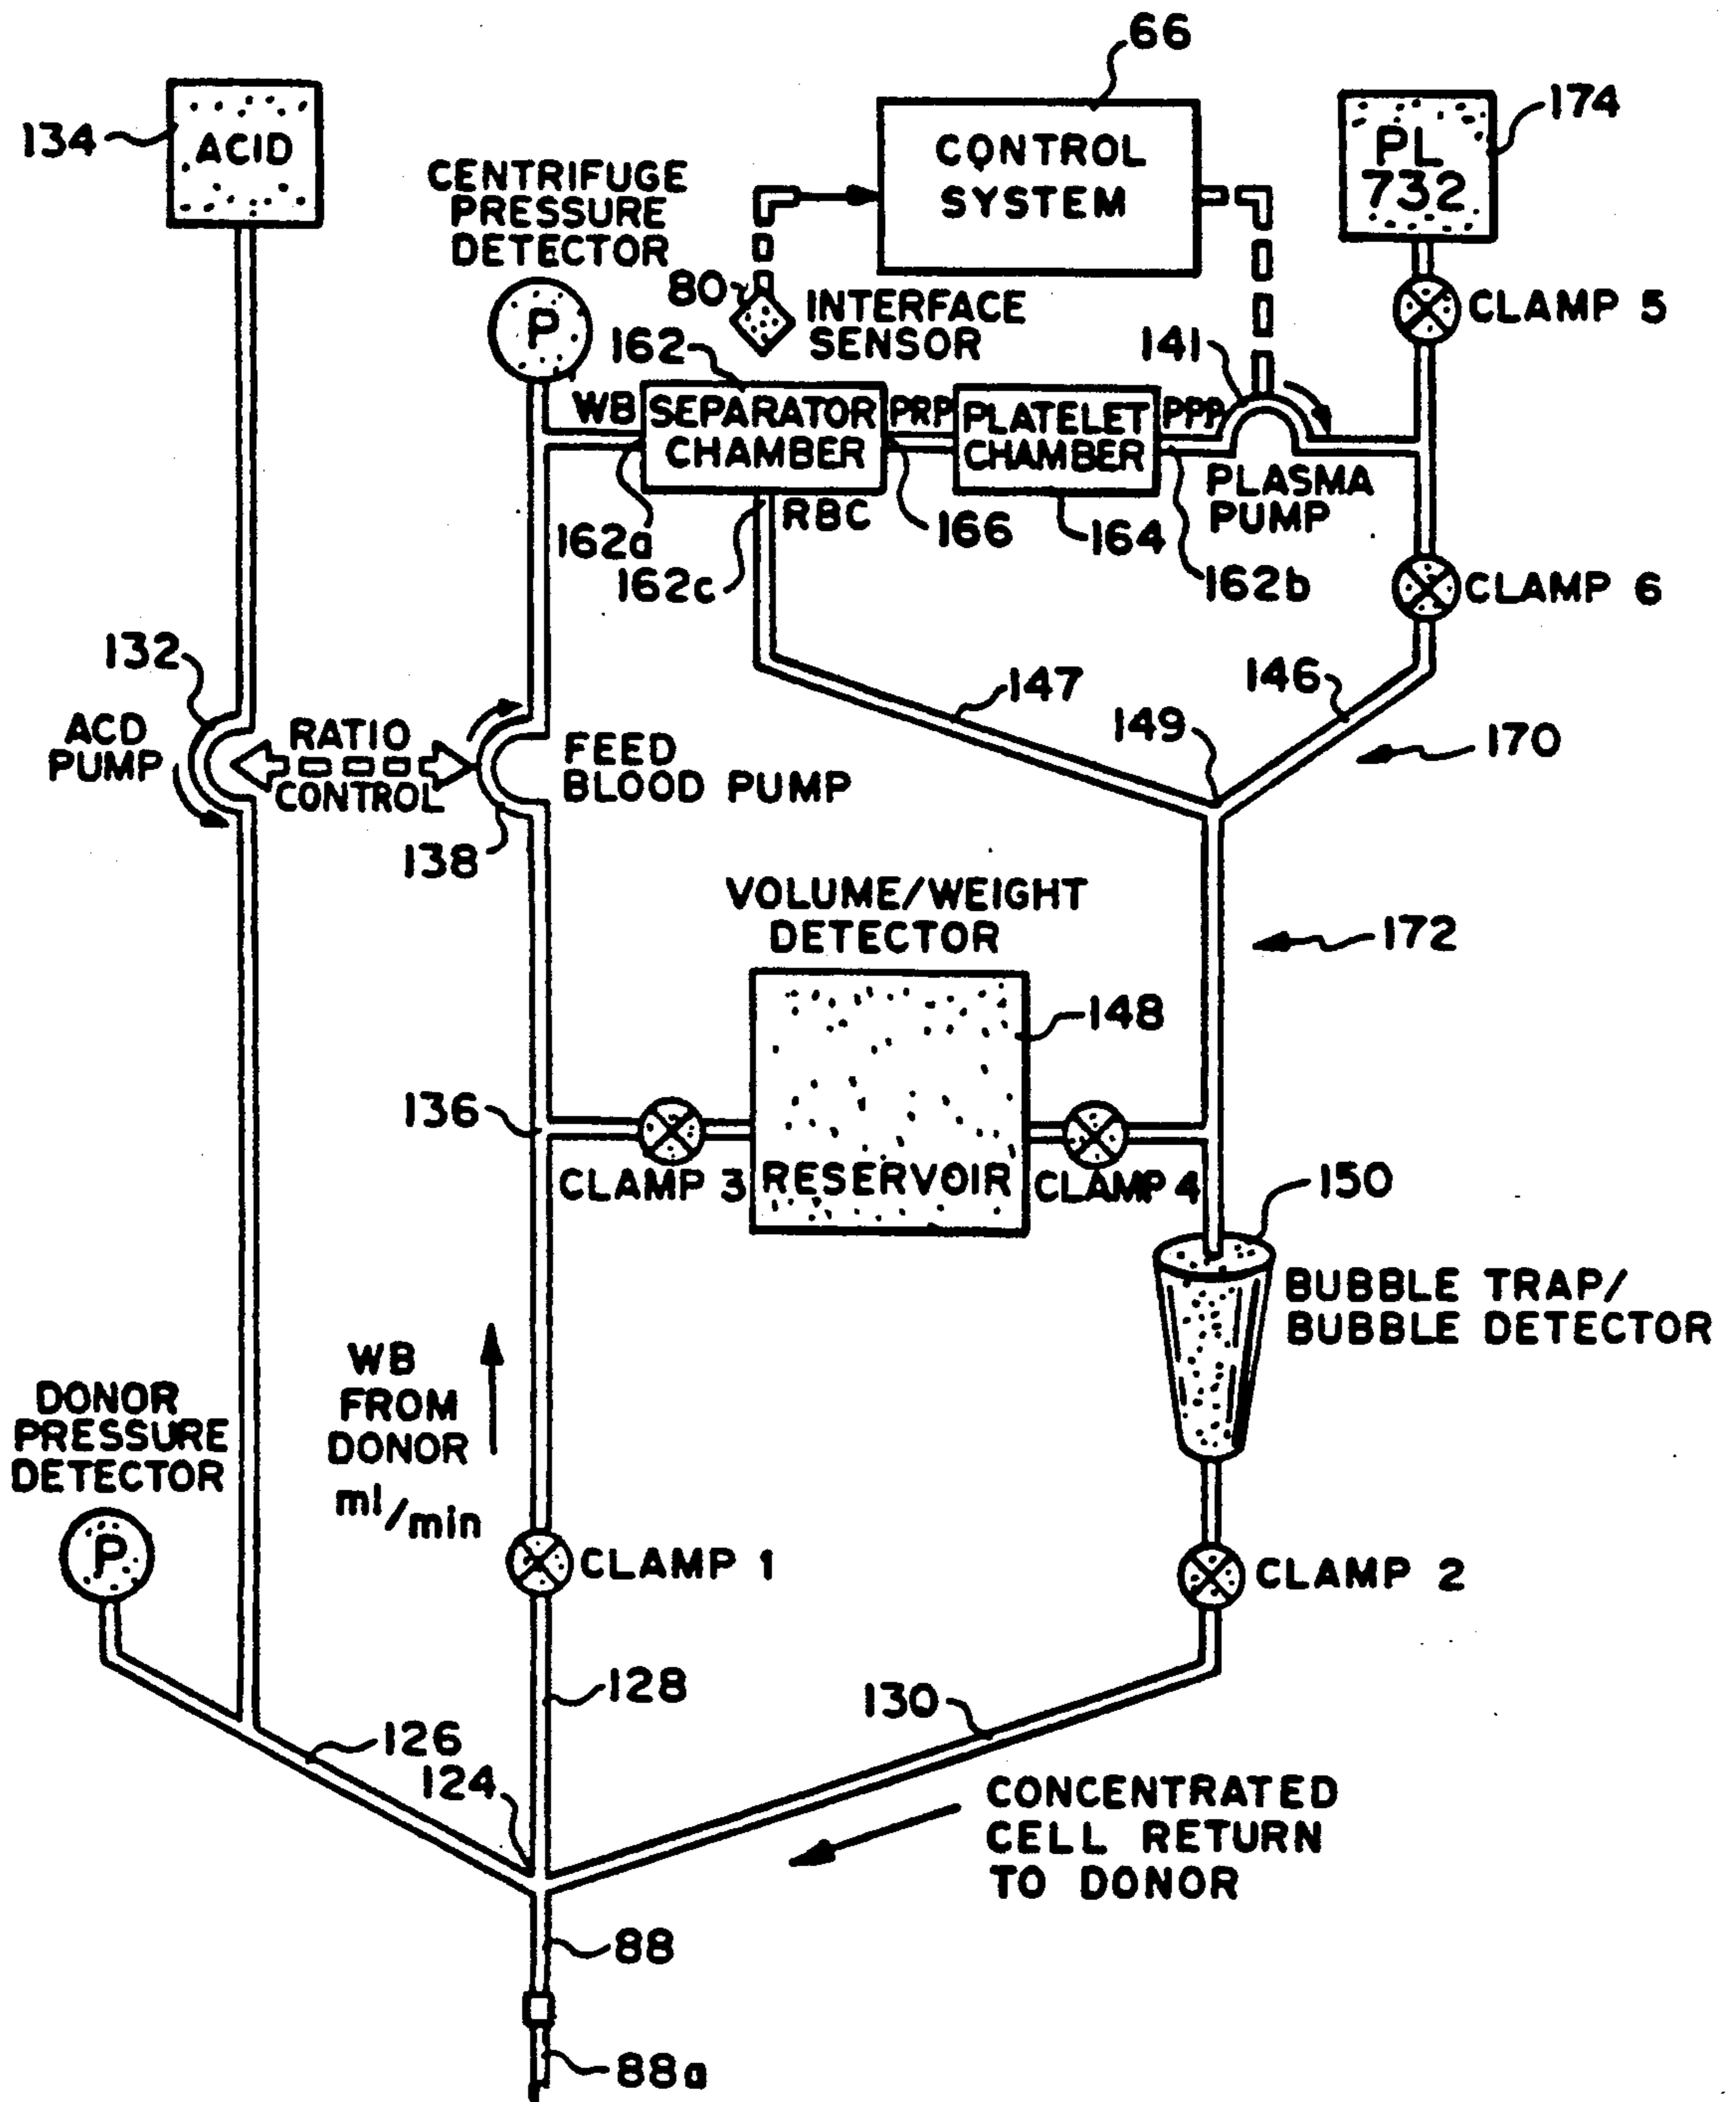 66
134
ACID
CENTRIFUGE
PRESSURE
DETECTOR
P
CONTROL
SYSTEM
PL
732
174
80
INTERFACE
SENSOR
CLAMP 5
162
141
WB
SEPARATOR
CHAMBER
PRP
PLATELET
CHAMBER
PPP
PLASMA
PUMP
162a
162c
RBC
166
164
162b
CLAMP 6
132
147
146
149
170
ACD
PUMP
RATIO
CONTROL
FEED
BLOOD PUMP
138
VOLUME/WEIGHT
DETECTOR
172
148
136
CLAMP 3
RESERVOIR
CLAMP 4
150
BUBBLE TRAP/
BUBBLE DETECTOR
WB
FROM
DONOR
ml/min
DONOR
PRESSURE
DETECTOR
P
CLAMP 1
CLAMP 2
128
130
126
124
CONCENTRATED
CELL RETURN
TO DONOR
88
88a